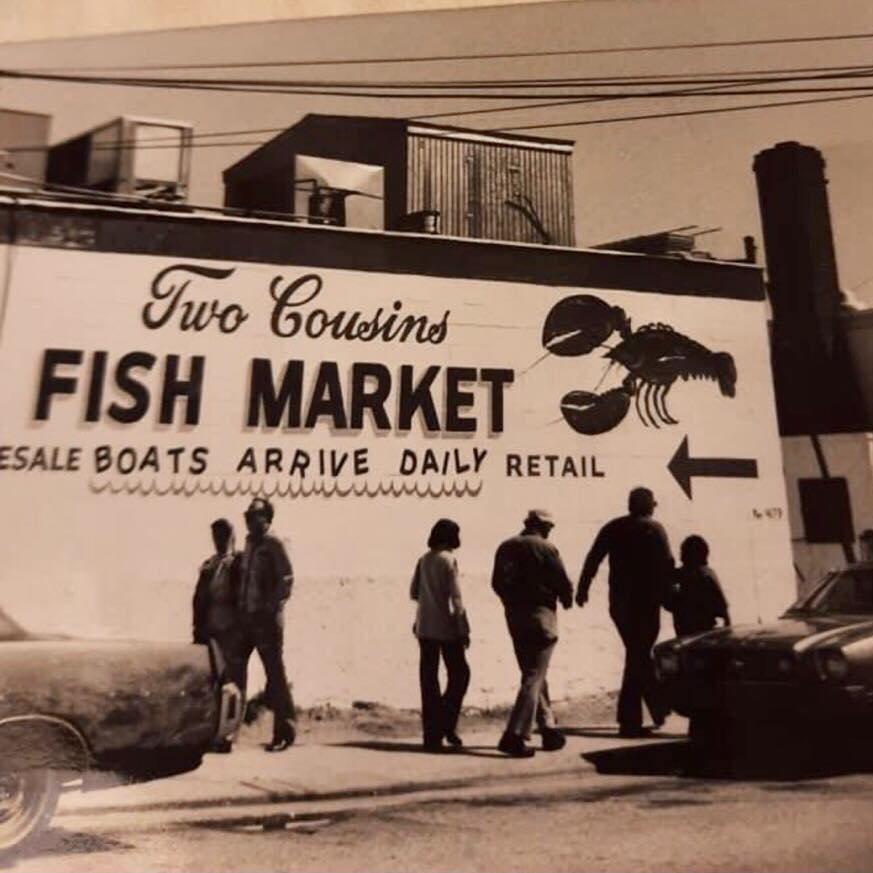 Two Cousins
FISH MARKET
ESALE BOATS ARRIVE DAILY RETAIL